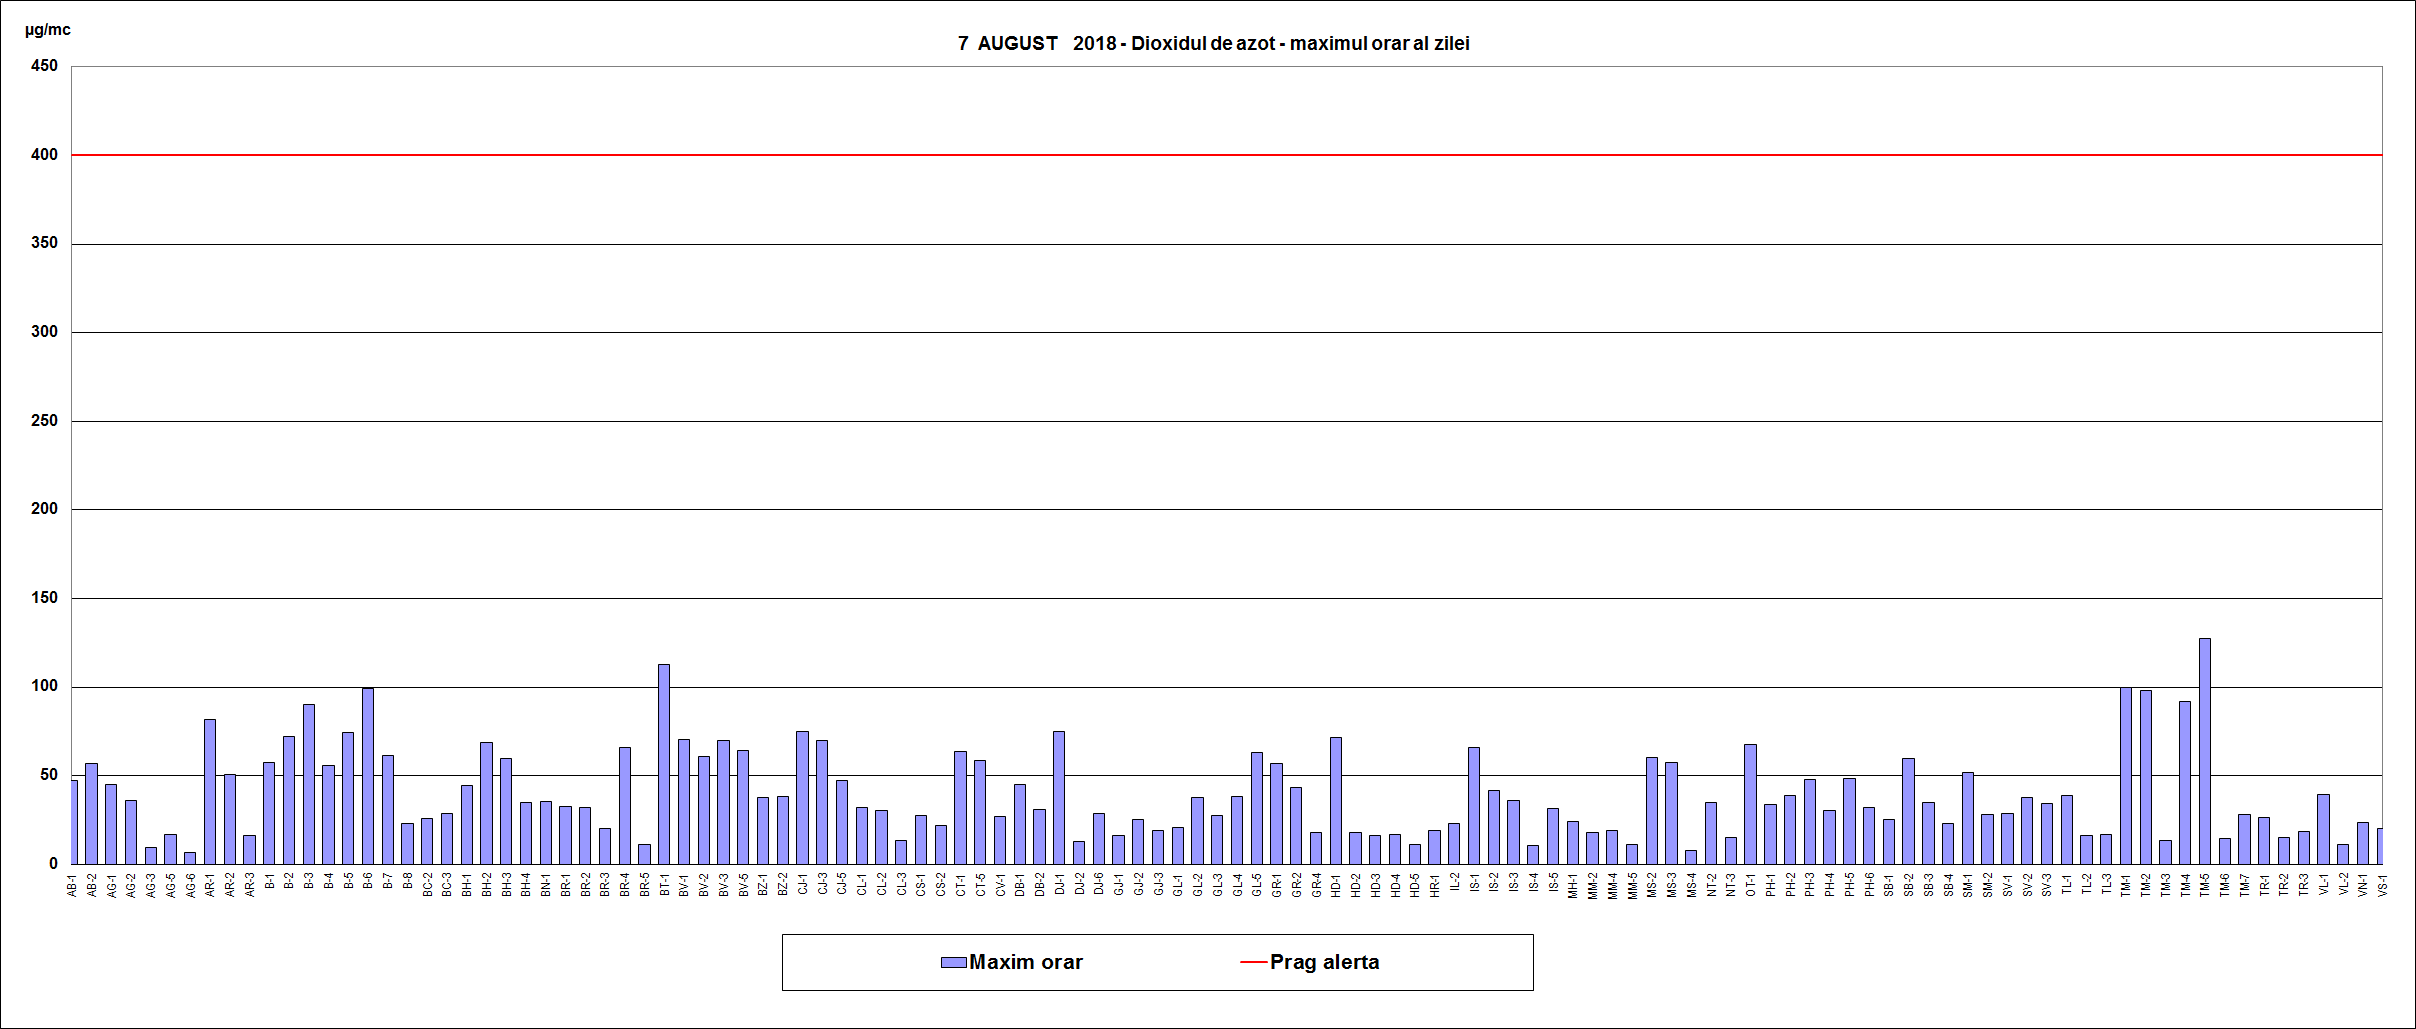 µg/mc
7 AUGUST 2018 - Dioxidul de azot - maximul orar al zilei
450
400
350
300
250
200
150
100
50
0
AB-1 AB-2 AG-1 AG-2 AG-3 AG-5 AG-6 AR-1 AR-2 AR-3 B-1 B-2 B-3 B-4 B-5 B-6 B-7 B-8 BC-2 BC-3 BH-1 BH-2 BH-3 BH-4 BN-1 BR-1 BR-2 BR-3 BR-4 BR-5 BT-1 BV-1 BV-2 BV-3 BV-5 BZ-1 BZ-2 CJ-1 CJ-3 CJ-5 CL-1 CL-2 CL-3 CS-1 CS-2 CT-1 CT-5 CV-1 DB-1 DB-2 DJ-1 DJ-2 DJ-6 GJ-1 GJ-2 GJ-3 GL-1 GL-2 GL-3 GL-4 GL-5 GR-1 GR-2 GR-4 HD-1 HD-2 HD-3 HD-4 HD-5 HR-1 IL-2 IS-1 IS-2 IS-3 IS-4 IS-5 MH-1 MM-2 MM-4 MM-5 MS-2 MS-3 MS-4 NT-2 NT-3 OT-1 PH-1 PH-2 PH-3 PH-4 PH-5 PH-6 SB-1 SB-2 SB-3 SB-4 SM-1 SM-2 SV-1 SV-2 SV-3 TL-1 TL-2 TL-3 TM-1 TM-2 TM-3 TM-4 TM-5 TM-6 TM-7 TR-1 TR-2 TR-3 VL-1 VL-2 VN-1 VS-1
Maxim orar
Prag alerta